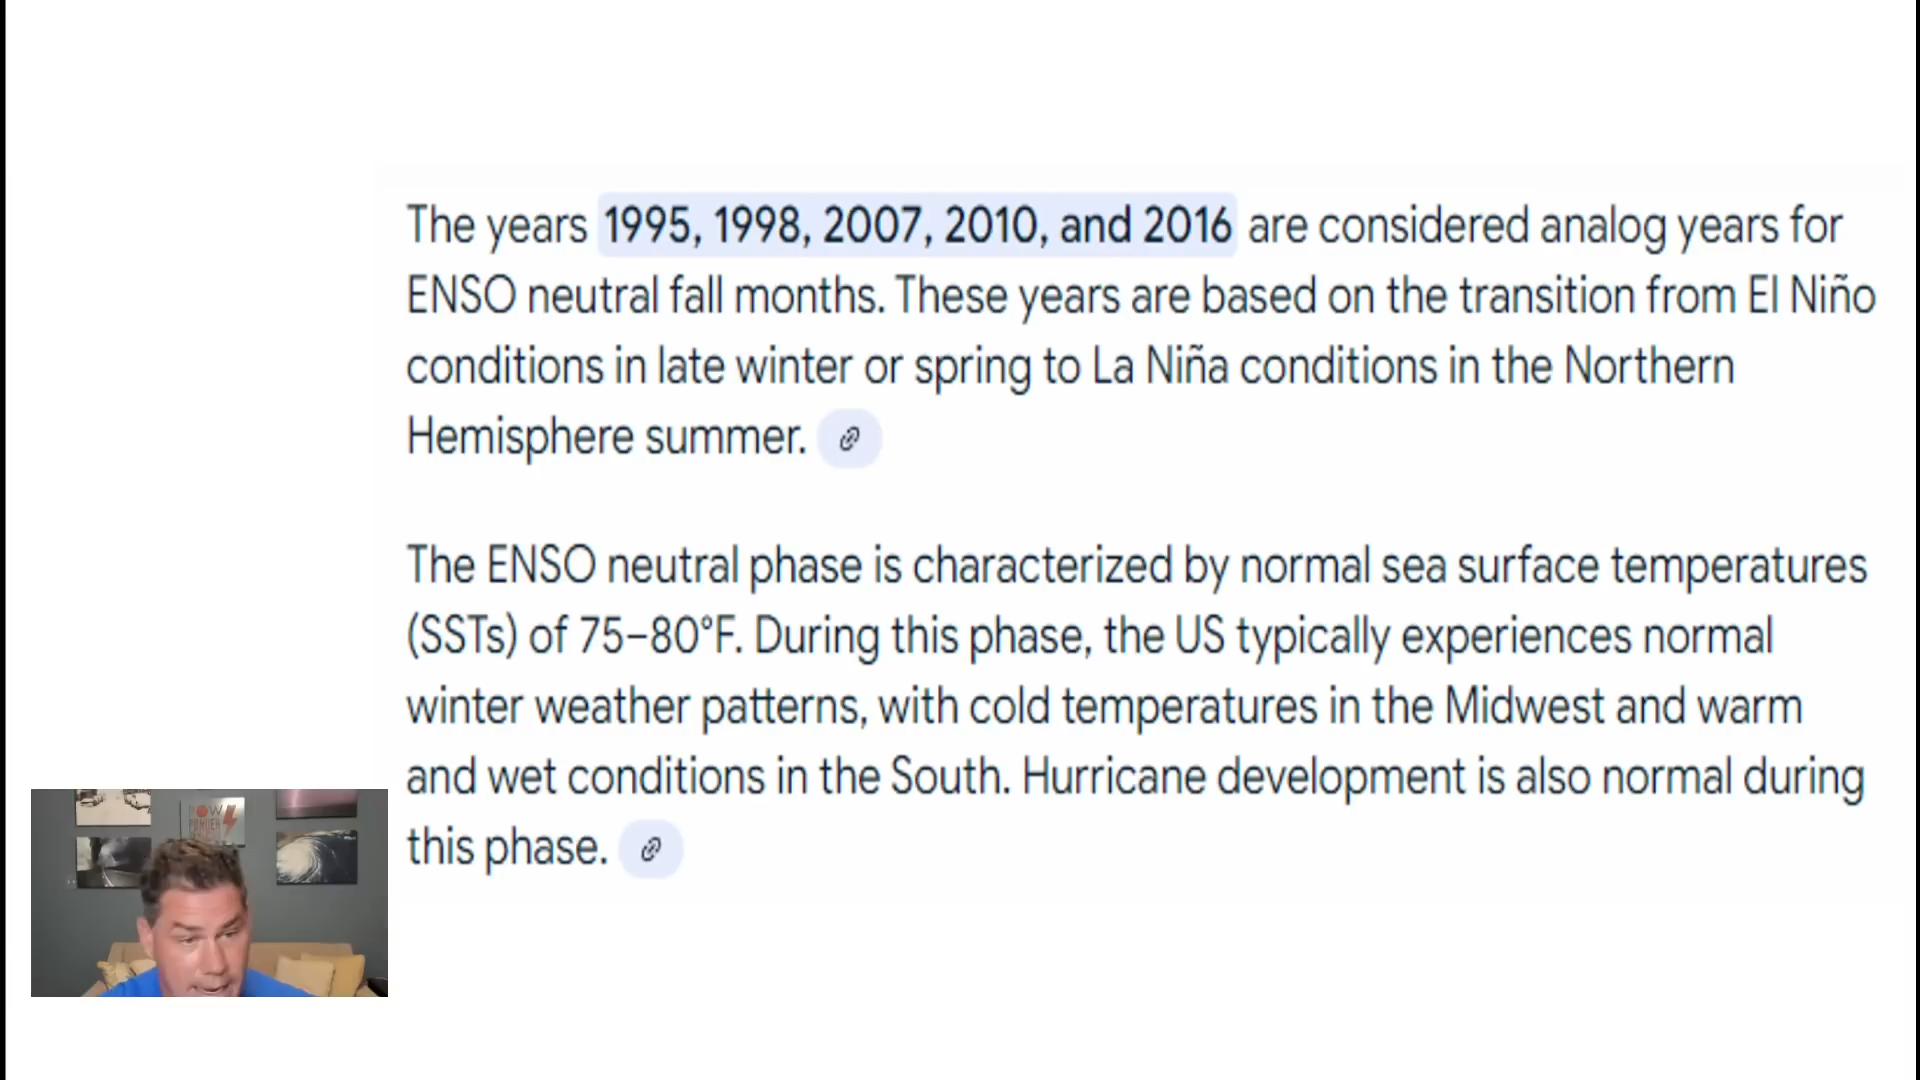 The years 1995, 1998, 2007, 2010, and 2016 are considered analog years for
ENSO neutral fall months. These years are based on the transition from El Niño
conditions in late winter or spring to La Niña conditions in the Northern
Hemisphere summer.
The ENSO neutral phase is characterized by normal sea surface temperatures
(SSTs) of 75–80°F. During this phase, the US typically experiences normal
winter weather patterns, with cold temperatures in the Midwest and warm
and wet conditions in the South. Hurricane development is also normal during
this phase.